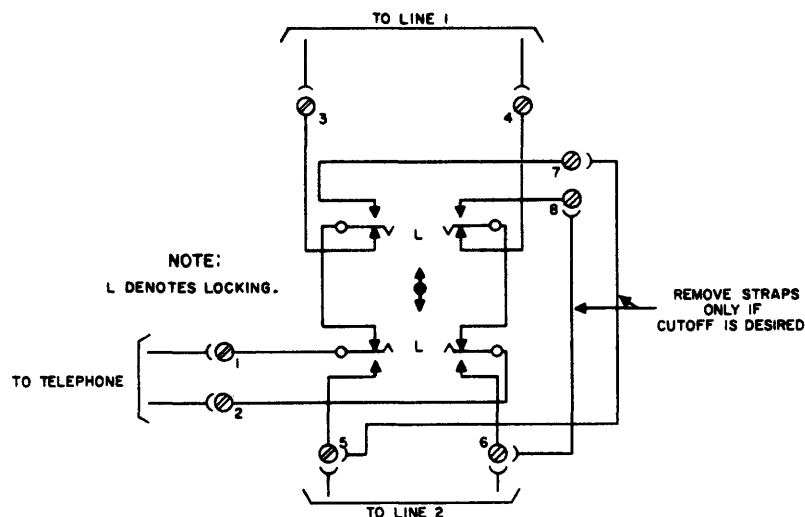 TO LINE 1
3
4
7
8
L
NOTE:
L DENOTES LOCKING.
REMOVE STRAPS
ONLY IF
CUTOFF IS DESIRED
L
1
TO TELEPHONE
2
5
6
TO LINE 2